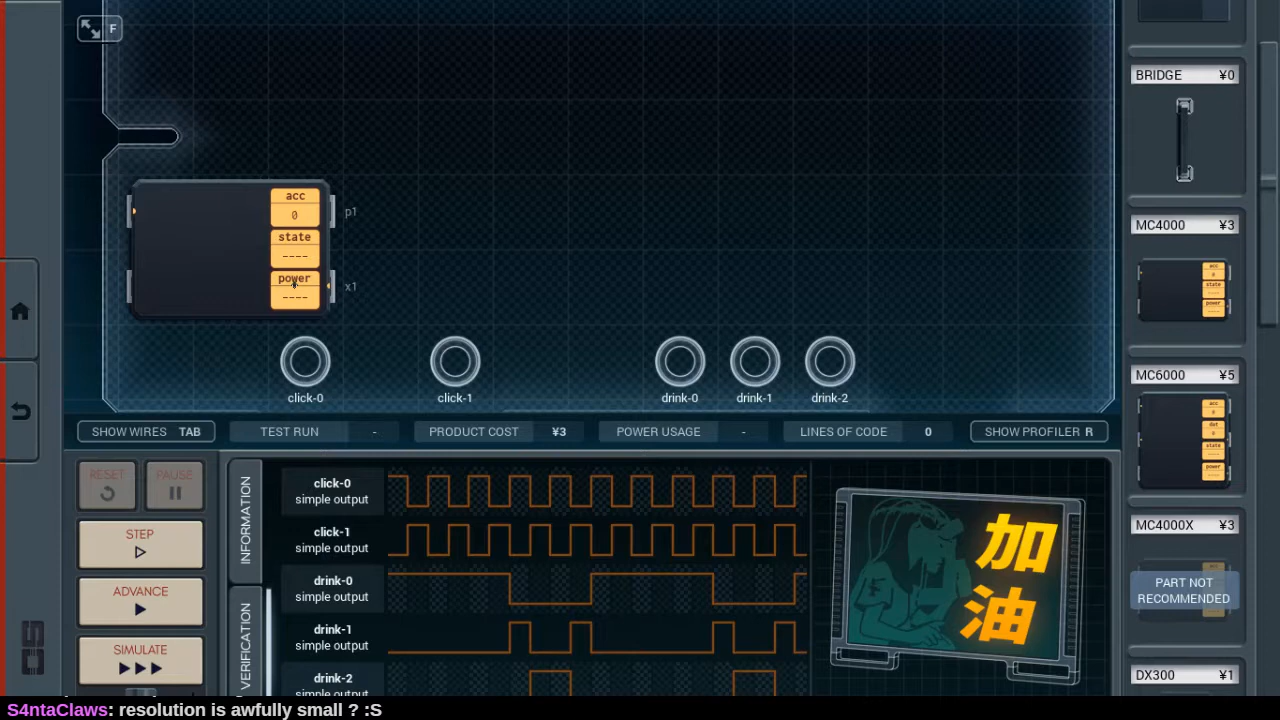 F
BRIDGE ¥0
MC4000 ¥3
acc
0
state
----
power
----
p1
x1
click-0
click-1
drink-0
drink-1
drink-2
MC6000 ¥5
SHOW WIRES TAB
TEST RUN -
PRODUCT COST ¥3
POWER USAGE -
LINES OF CODE 0
SHOW PROFILER R
RESET
PAUSE
STEP
ADVANCE
SIMULATE
INFORMATION
VERIFICATION
click-0
simple output
click-1
simple output
drink-0
simple output
drink-1
simple output
drink-2
simple output
加
油
MC4000X ¥3
PART NOT
RECOMMENDED
DX300 ¥1
S4ntaClaws: resolution is awfully small ? :S